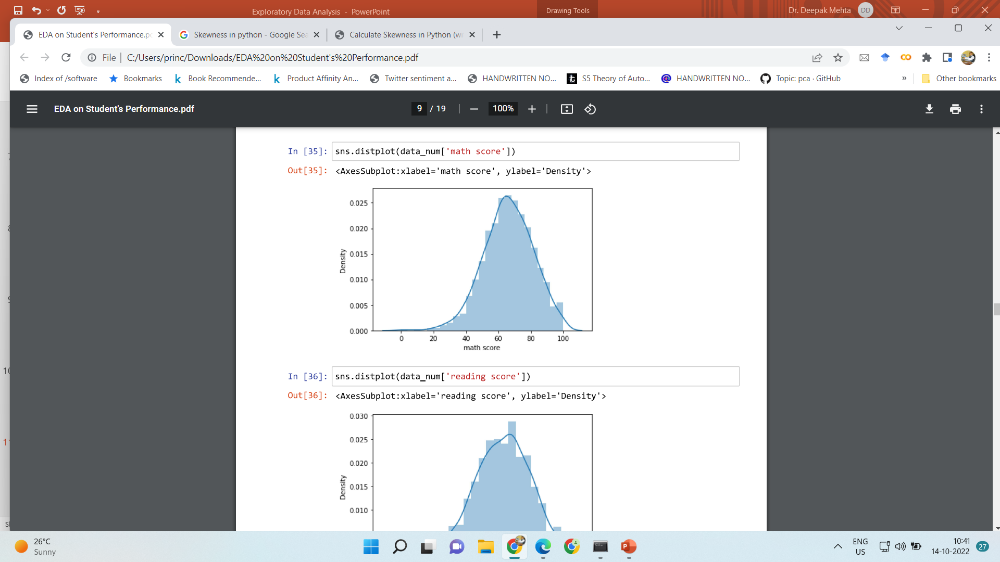 Exploratory Data Analysis - PowerPoint
Drawing Tools
Dr. Deepak Mehta
DD
EDA on Student's Performance.p
Skewness in python - Google Sea
Calculate Skewness in Python (wi
File
C:/Users/princ/Downloads/EDA%20on%20Student's%20Performance.pdf
Index of /software
Bookmarks
k
Book Recommende...
k
Product Affinity An...
Twitter sentiment a...
HANDWRITTEN NO...
S5 Theory of Auto...
HANDWRITTEN NO...
Topic: pca · GitHub
»
Other bookmarks
EDA on Student's Performance.pdf
9 / 19
100%
In [35]: sns.distplot(data_num['math score'])
Out[35]: <AxesSubplot:xlabel='math score', ylabel='Density'>
0.025
0.020
0.015
0.010
0.005
0.000
Density
0 20 40 60 80 100
math score
In [36]: sns.distplot(data_num['reading score'])
Out[36]: <AxesSubplot:xlabel='reading score', ylabel='Density'>
0.030
0.025
0.020
0.015
0.010
Density
26°C
Sunny
ENG
US
10:41
14-10-2022
27